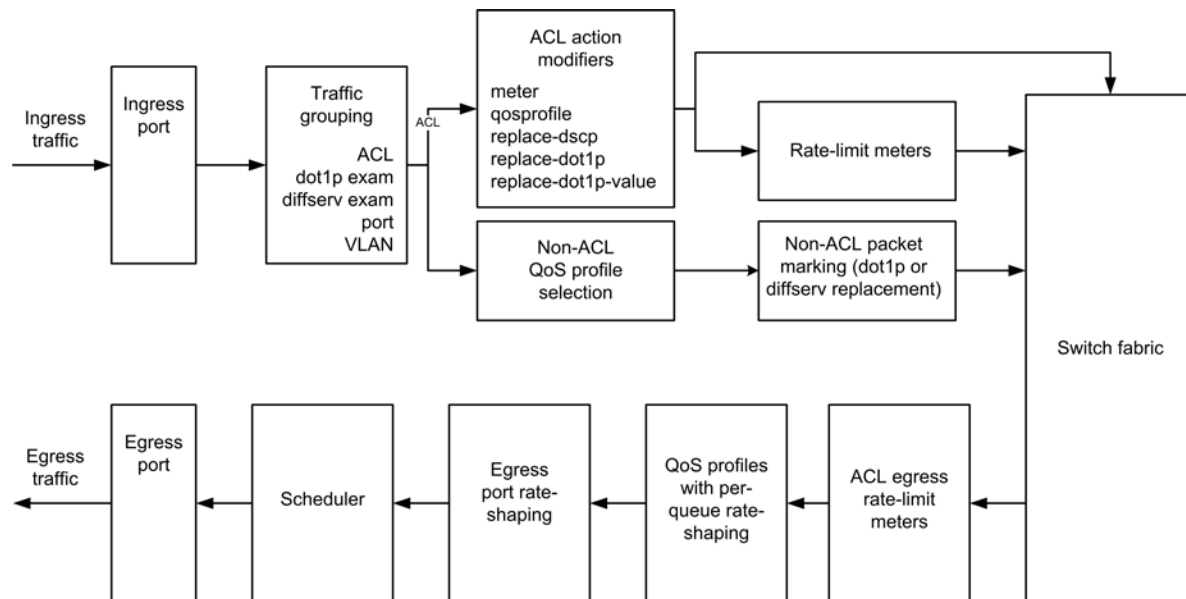 Ingress
traffic
Ingress
port
Traffic
grouping
ACL
dot1p exam
diffserv exam
port
VLAN
ACL
ACL action
modifiers
meter
qosprofile
replace-dscp
replace-dot1p
replace-dot1p-value
Rate-limit meters
Non-ACL
QoS profile
selection
Non-ACL packet
marking (dot1p or
diffserv replacement)
Switch fabric
Egress
traffic
Egress
port
Scheduler
Egress
port rate-
shaping
QoS profiles
with per-
queue rate-
shaping
ACL egress
rate-limit
meters